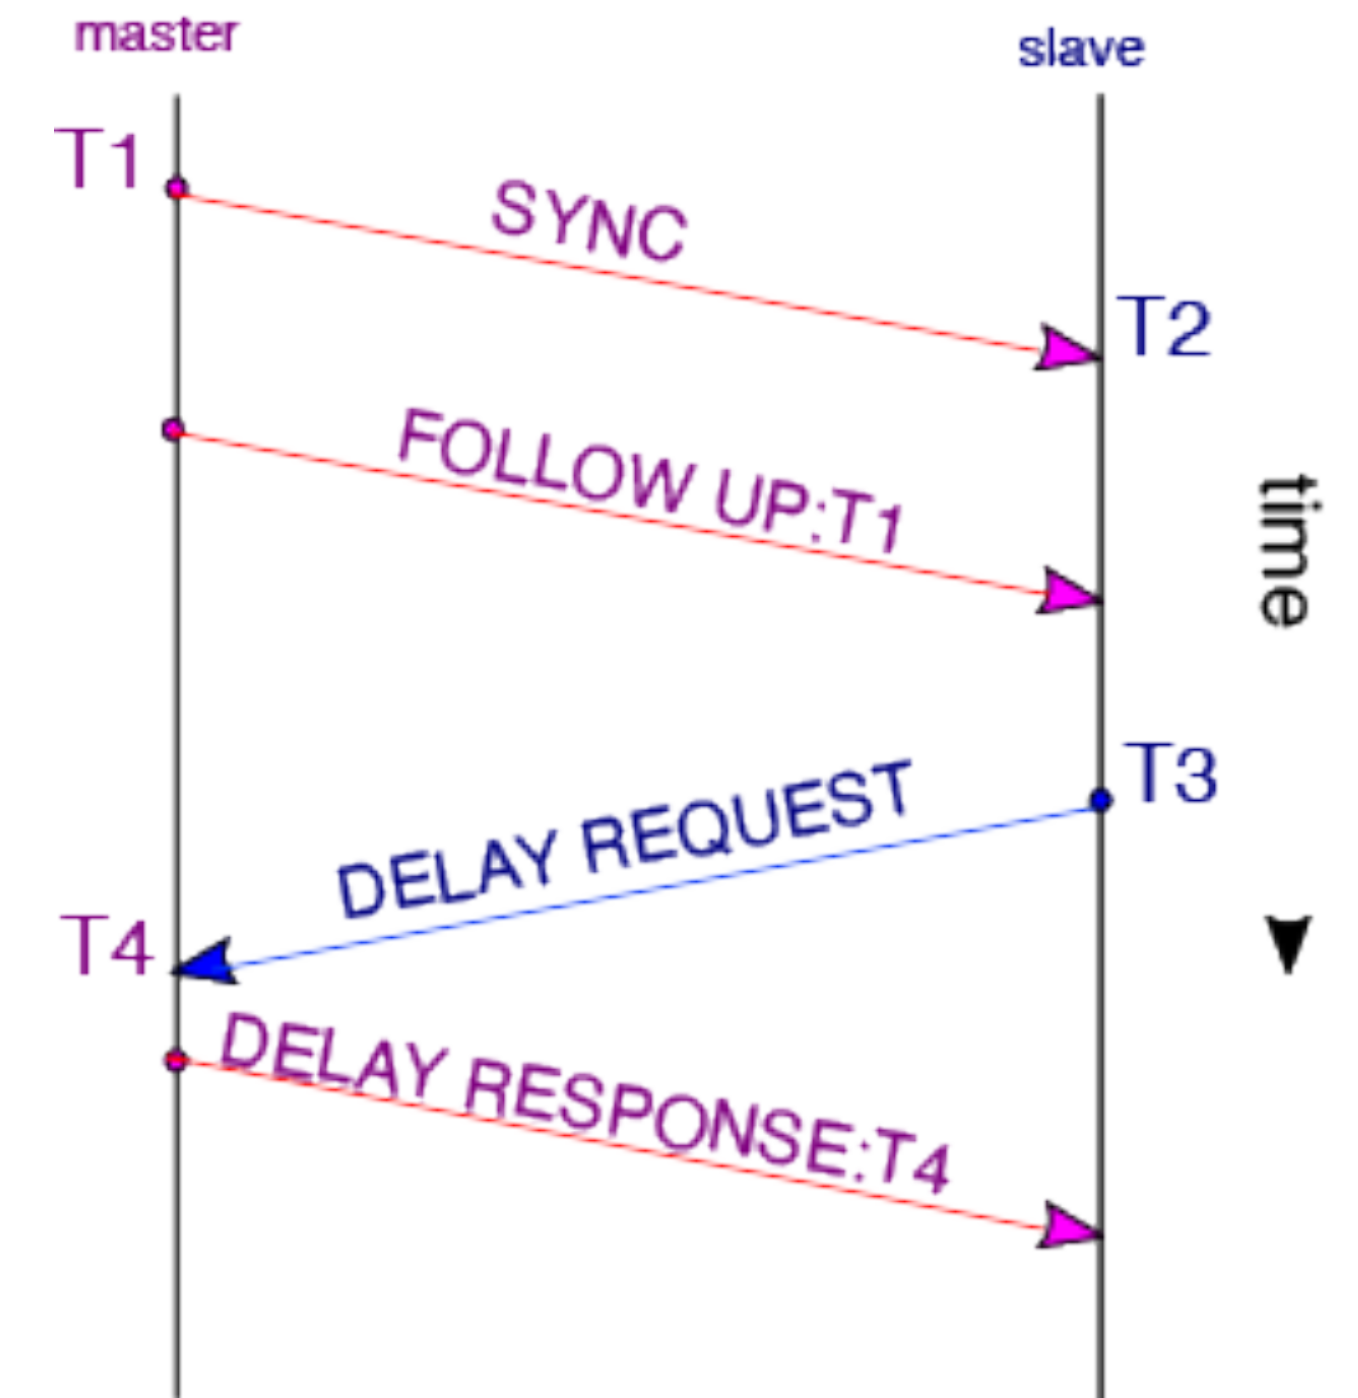 master
slave
T1
SYNC
T2
FOLLOW UP:T1
time
T3
DELAY REQUEST
T4
DELAY RESPONSE:T4